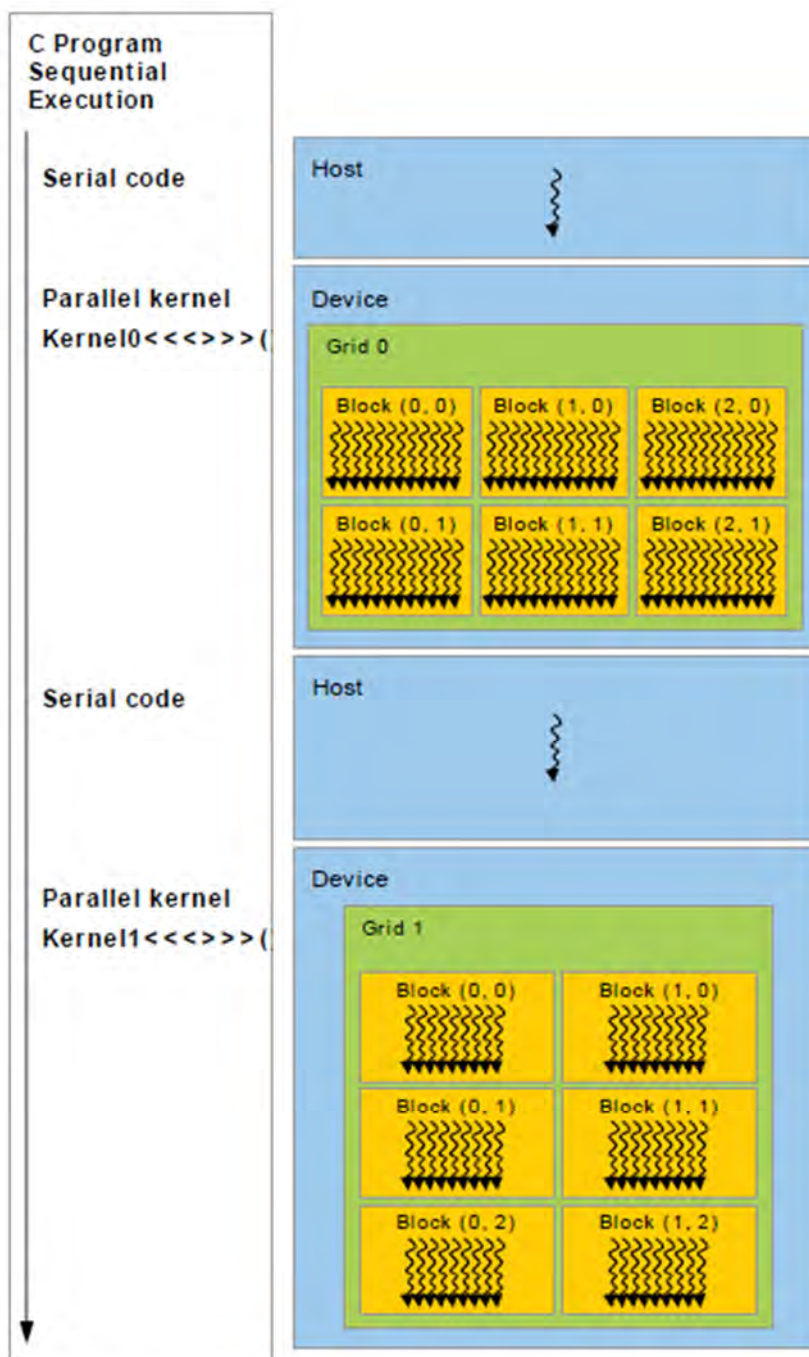 C Program
Sequential
Execution
Serial code
Host
Parallel kernel
Kernel0<<<>>>()
Device
Grid 0
Block (0, 0)
Block (1, 0)
Block (2, 0)
Block (0, 1)
Block (1, 1)
Block (2, 1)
Serial code
Host
Parallel kernel
Kernel1<<<>>>()
Device
Grid 1
Block (0, 0)
Block (1, 0)
Block (0, 1)
Block (1, 1)
Block (0, 2)
Block (1, 2)